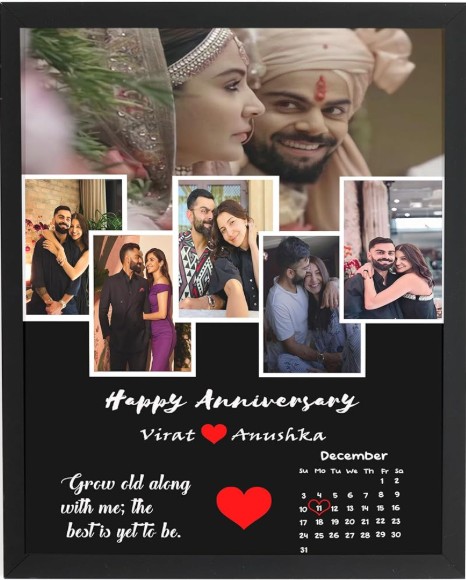 Happy Anniversary
Virat Anushka
Grow old along
with me; the
best is yet to be.
December
Su Mo Tu We Th Fr Sa
1 2
3 4 5 6 7 8 9
10 11 12 13 14 15 16
17 18 19 20 21 22 23
24 25 26 27 28 29 30
31